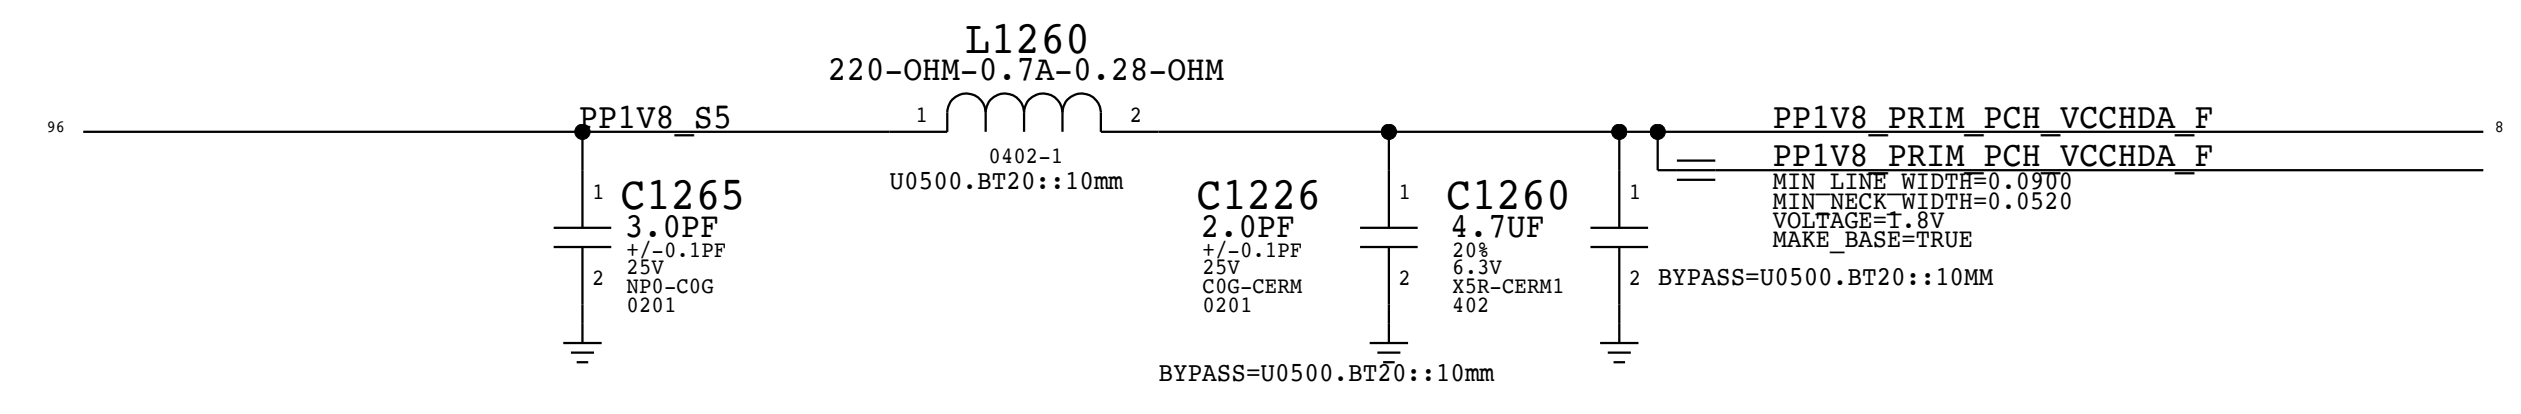 L1260
220-OHM-0.7A-0.28-OHM
96
PP1V8_S5
1
2
PP1V8_PRIM_PCH_VCCHDA_F
8
0402-1
U0500.BT20::10mm
PP1V8_PRIM_PCH_VCCHDA_F
MIN_LINE_WIDTH=0.0900
MIN_NECK_WIDTH=0.0520
VOLTAGE=1.8V
MAKE_BASE=TRUE
1
C1265
3.0PF
+/-0.1PF
25V
NP0-C0G
0201
2
C1226
2.0PF
+/-0.1PF
25V
C0G-CERM
0201
1
2
BYPASS=U0500.BT20::10mm
C1260
4.7UF
20%
6.3V
X5R-CERM1
402
1
2
BYPASS=U0500.BT20::10MM